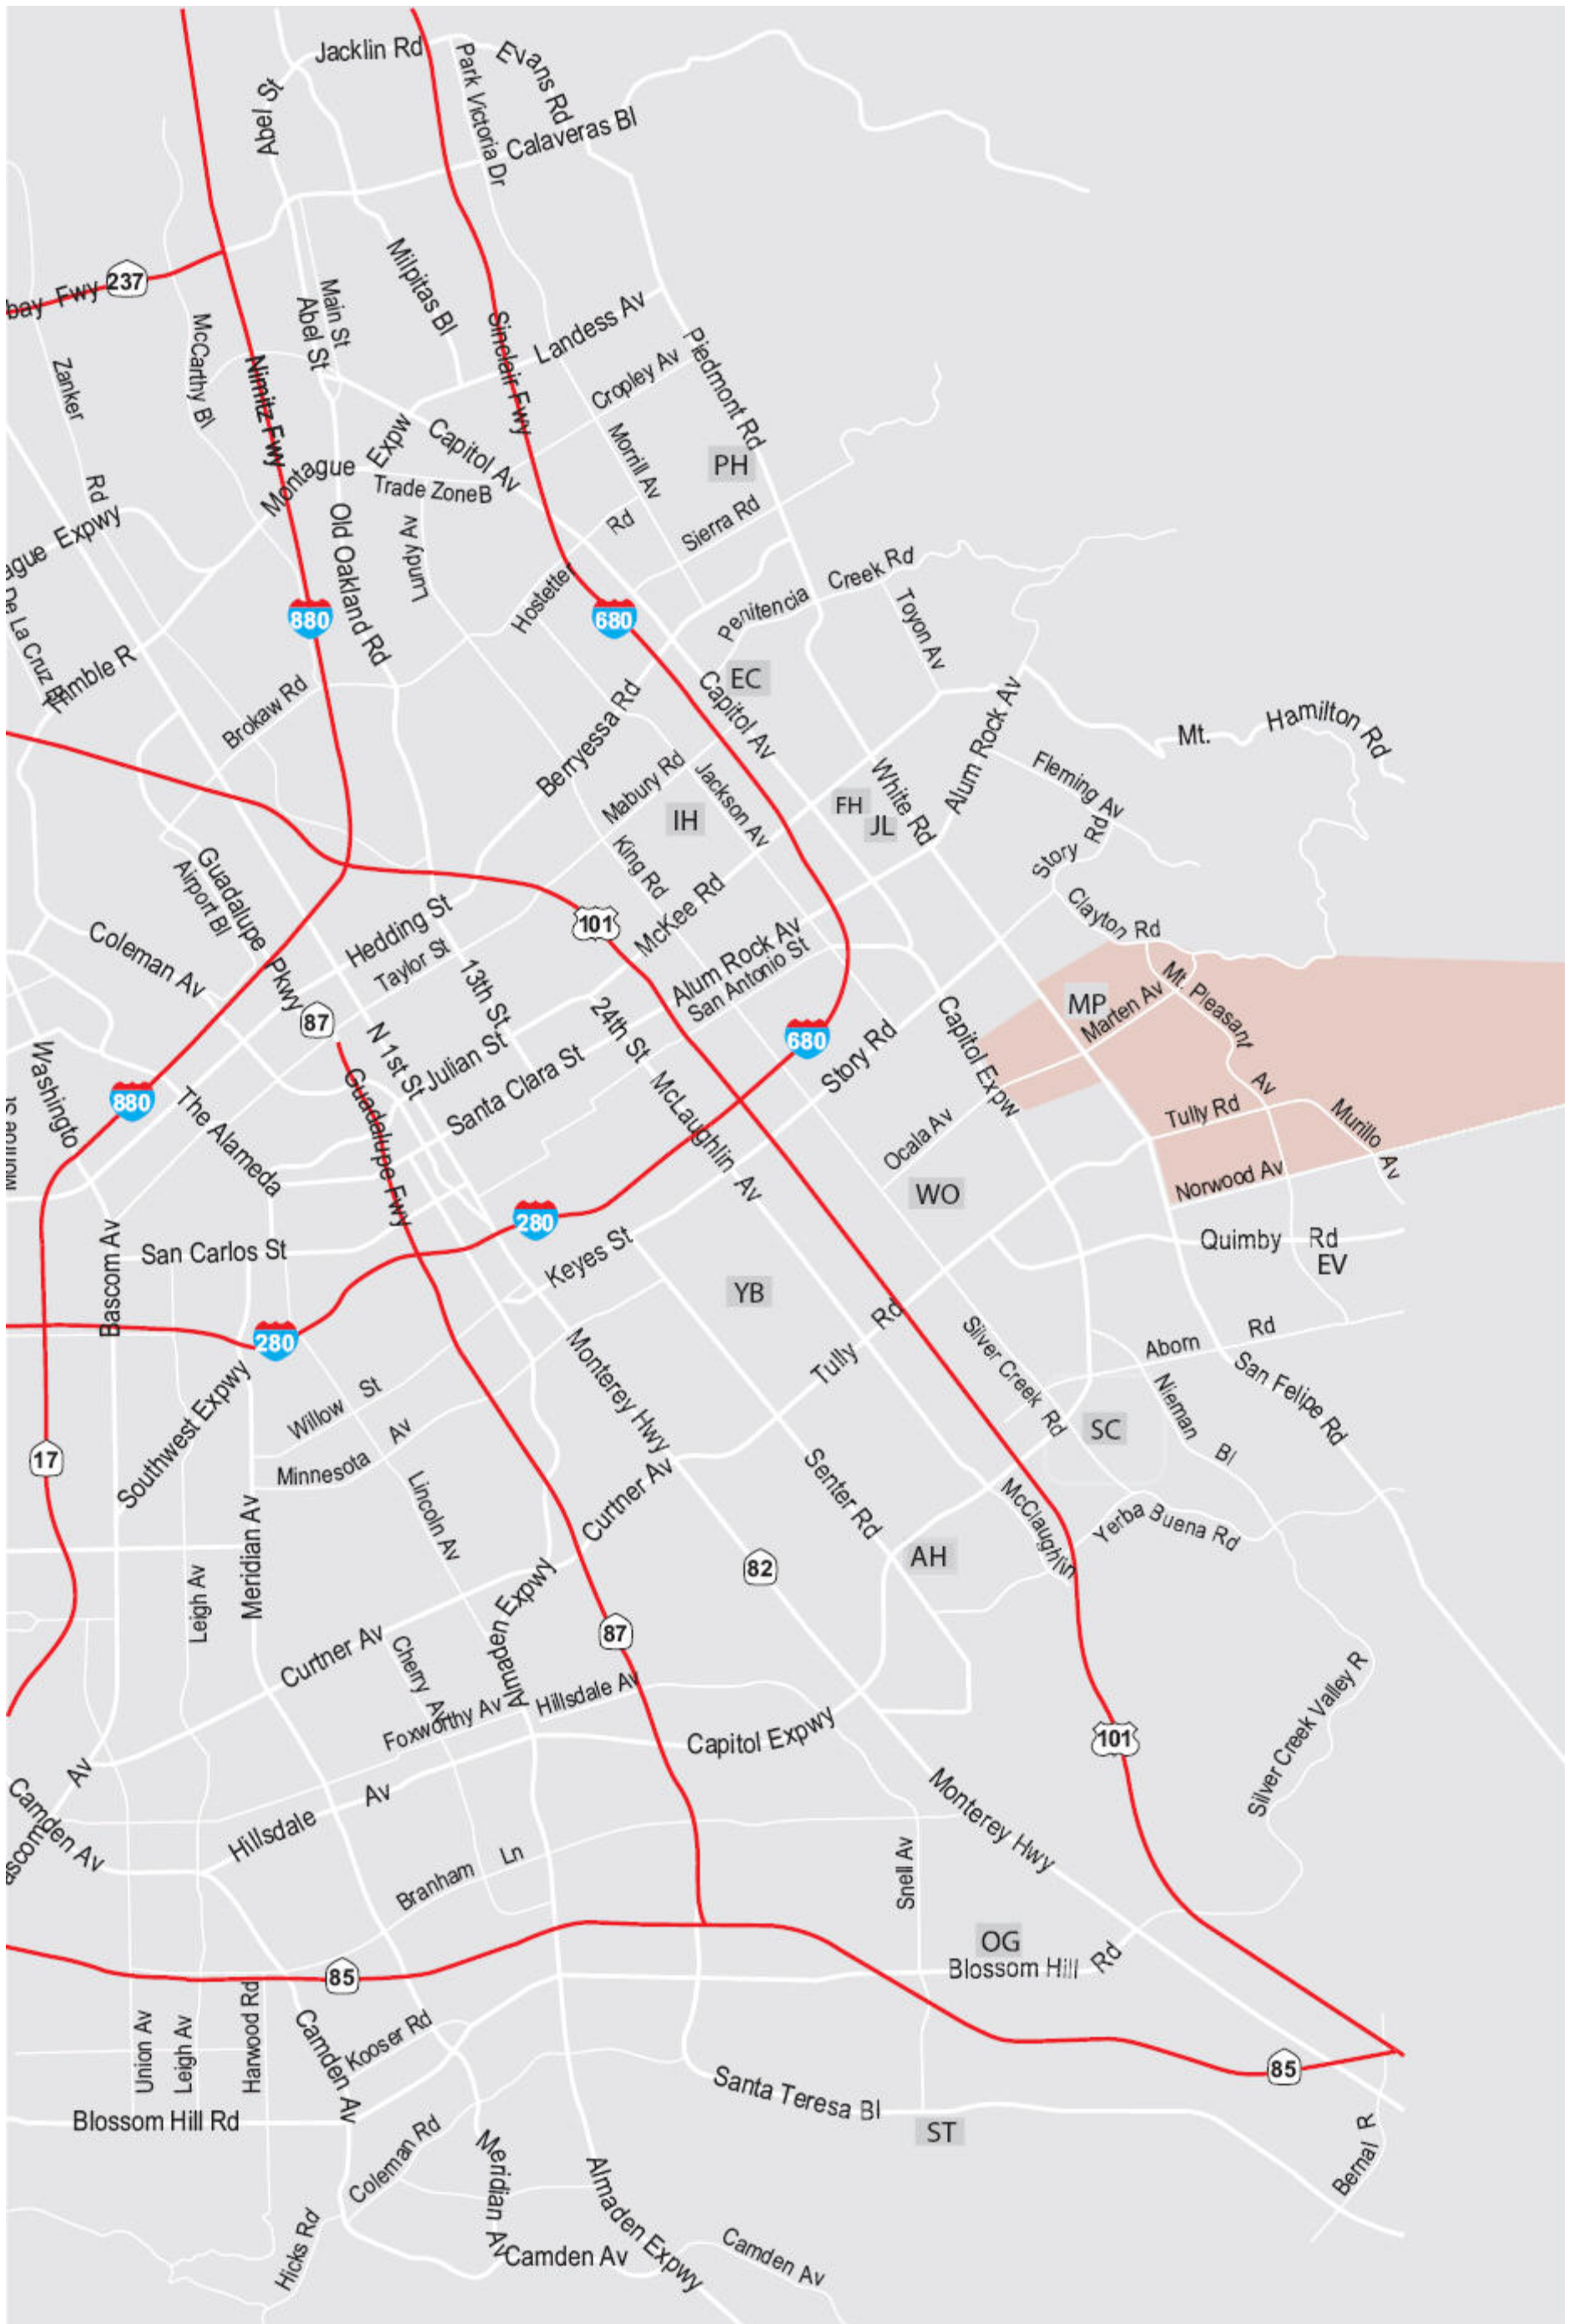 Jacklin Rd
Evans Rd
Park Victoria Dr
Abel St
Calaveras Bl
Milpitas Bl
237
bay Fwy
Main St
Abel St
Landess Av
McCarthy Bl
Sinclair Fwy
Piedmont Rd
Zanker
Nimitz Fwy
Cropley Av
Expw
Capitol Av
Morrill Av
PH
Montague
Trade Zone B
Rd
Rd
Sierra Rd
ague Expwy
Old Oakland Rd
Lundy Av
Creek Rd
Hostetter
Penitencia
Toyon Av
880
680
De La Cruz B
Trimble R
EC
Brokaw Rd
Capitol Av
Berryessa Rd
Alum Rock Av
Mt.
Hamilton Rd
Mabury Rd
Jackson Av
White Rd
Fleming Av
FH
JL
IH
Story
Rd
King Rd
Guadalupe
Airport Bl
McKee Rd
Clayton
Rd
Hedding St
101
Coleman Av
Taylor St
Alum Rock Av
San Antonio St
13th St
Pkwy
Mt.
Pleasant
MP
Marten Av
87
24th St
Capitol Expw
680
N 1st St
Julian St
Story Rd
Washingto
Santa Clara St
880
The Alameda
Guadalupe Fwy
McLaughlin
Av
Av
Tully Rd
Murillo
Av
Monroe S
Ocala Av
Norwood Av
WO
280
Bascom Av
San Carlos St
Keyes St
Quimby
Rd
EV
YB
280
Rd
Tully
Silver Creek
Rd
Aborn
Rd
Monterey Hwy
San Felipe Rd
Southwest Expwy
Willow
St
Nieman
Bl
SC
Av
Minnesota
17
Curtner Av
Senter Rd
McClaughlin
Lincoln Av
Meridian Av
Yerba
Buena Rd
Leigh Av
Almaden Expwy
82
AH
87
Curtner Av
Cherry Av
Hillsdale Av
Foxworthy Av
Silver Creek Valley R
Capitol Expwy
101
Av
Camden Av
ascom
Av
Hillsdale
Monterey Hwy
Branham
Ln
Snell Av
OG
Blossom Hill
Rd
85
Union Av
Leigh Av
Harwood Rd
Camden Av
Kooser Rd
85
Santa Teresa Bl
Blossom Hill Rd
ST
Coleman Rd
Meridian Av
Bernal R
Almaden Expwy
Hicks Rd
Camden Av
Camden Av